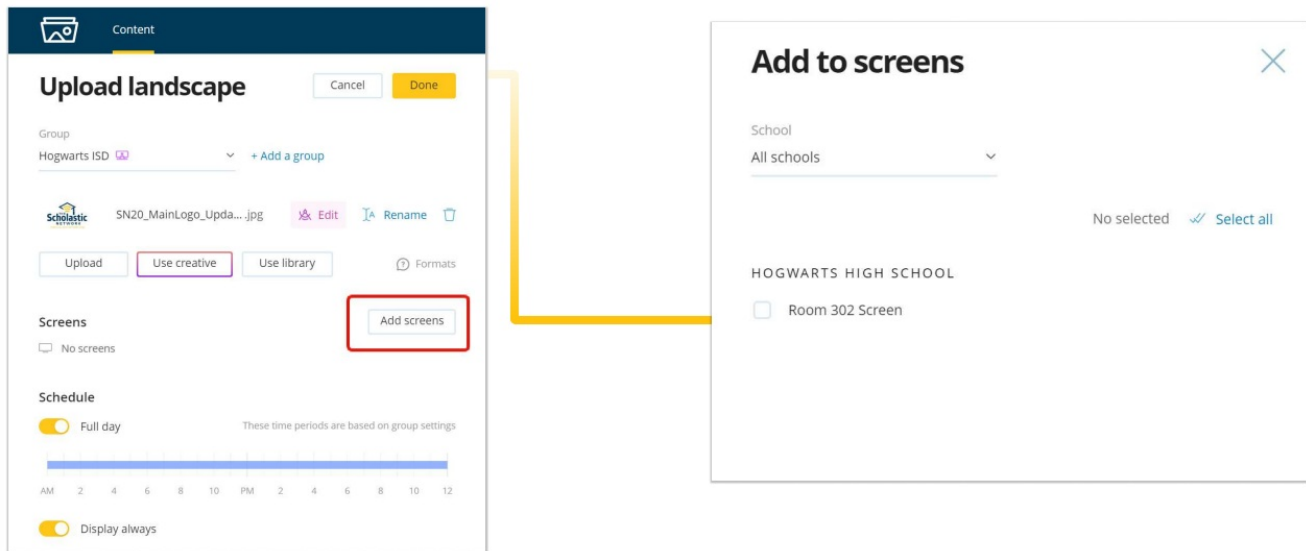 Content
Upload landscape
Cancel
Done
Group
Hogwarts ISD
+ Add a group
Scholastic
NETWORK
SN20_MainLogo_Upda... .jpg
Edit
Rename
Upload
Use creative
Use library
Formats
Screens
Add screens
No screens
Schedule
Full day
These time periods are based on group settings
AM 2 4 6 8 10 PM 2 4 6 8 10 12
Display always
Add to screens
School
All schools
No selected
Select all
HOGWARTS HIGH SCHOOL
Room 302 Screen